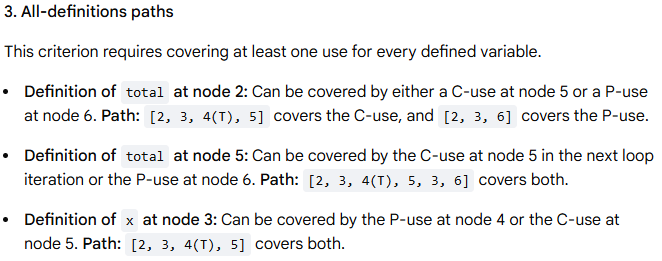 3. All-definitions paths
This criterion requires covering at least one use for every defined variable.
• Definition of total at node 2: Can be covered by either a C-use at node 5 or a P-use
at node 6. Path: [2, 3, 4(T), 5] covers the C-use, and [2, 3, 6] covers the P-use.
• Definition of total at node 5: Can be covered by the C-use at node 5 in the next loop
iteration or the P-use at node 6. Path: [2, 3, 4(T), 5, 3, 6] covers both.
• Definition of x at node 3: Can be covered by the P-use at node 4 or the C-use at
node 5. Path: [2, 3, 4(T), 5] covers both.